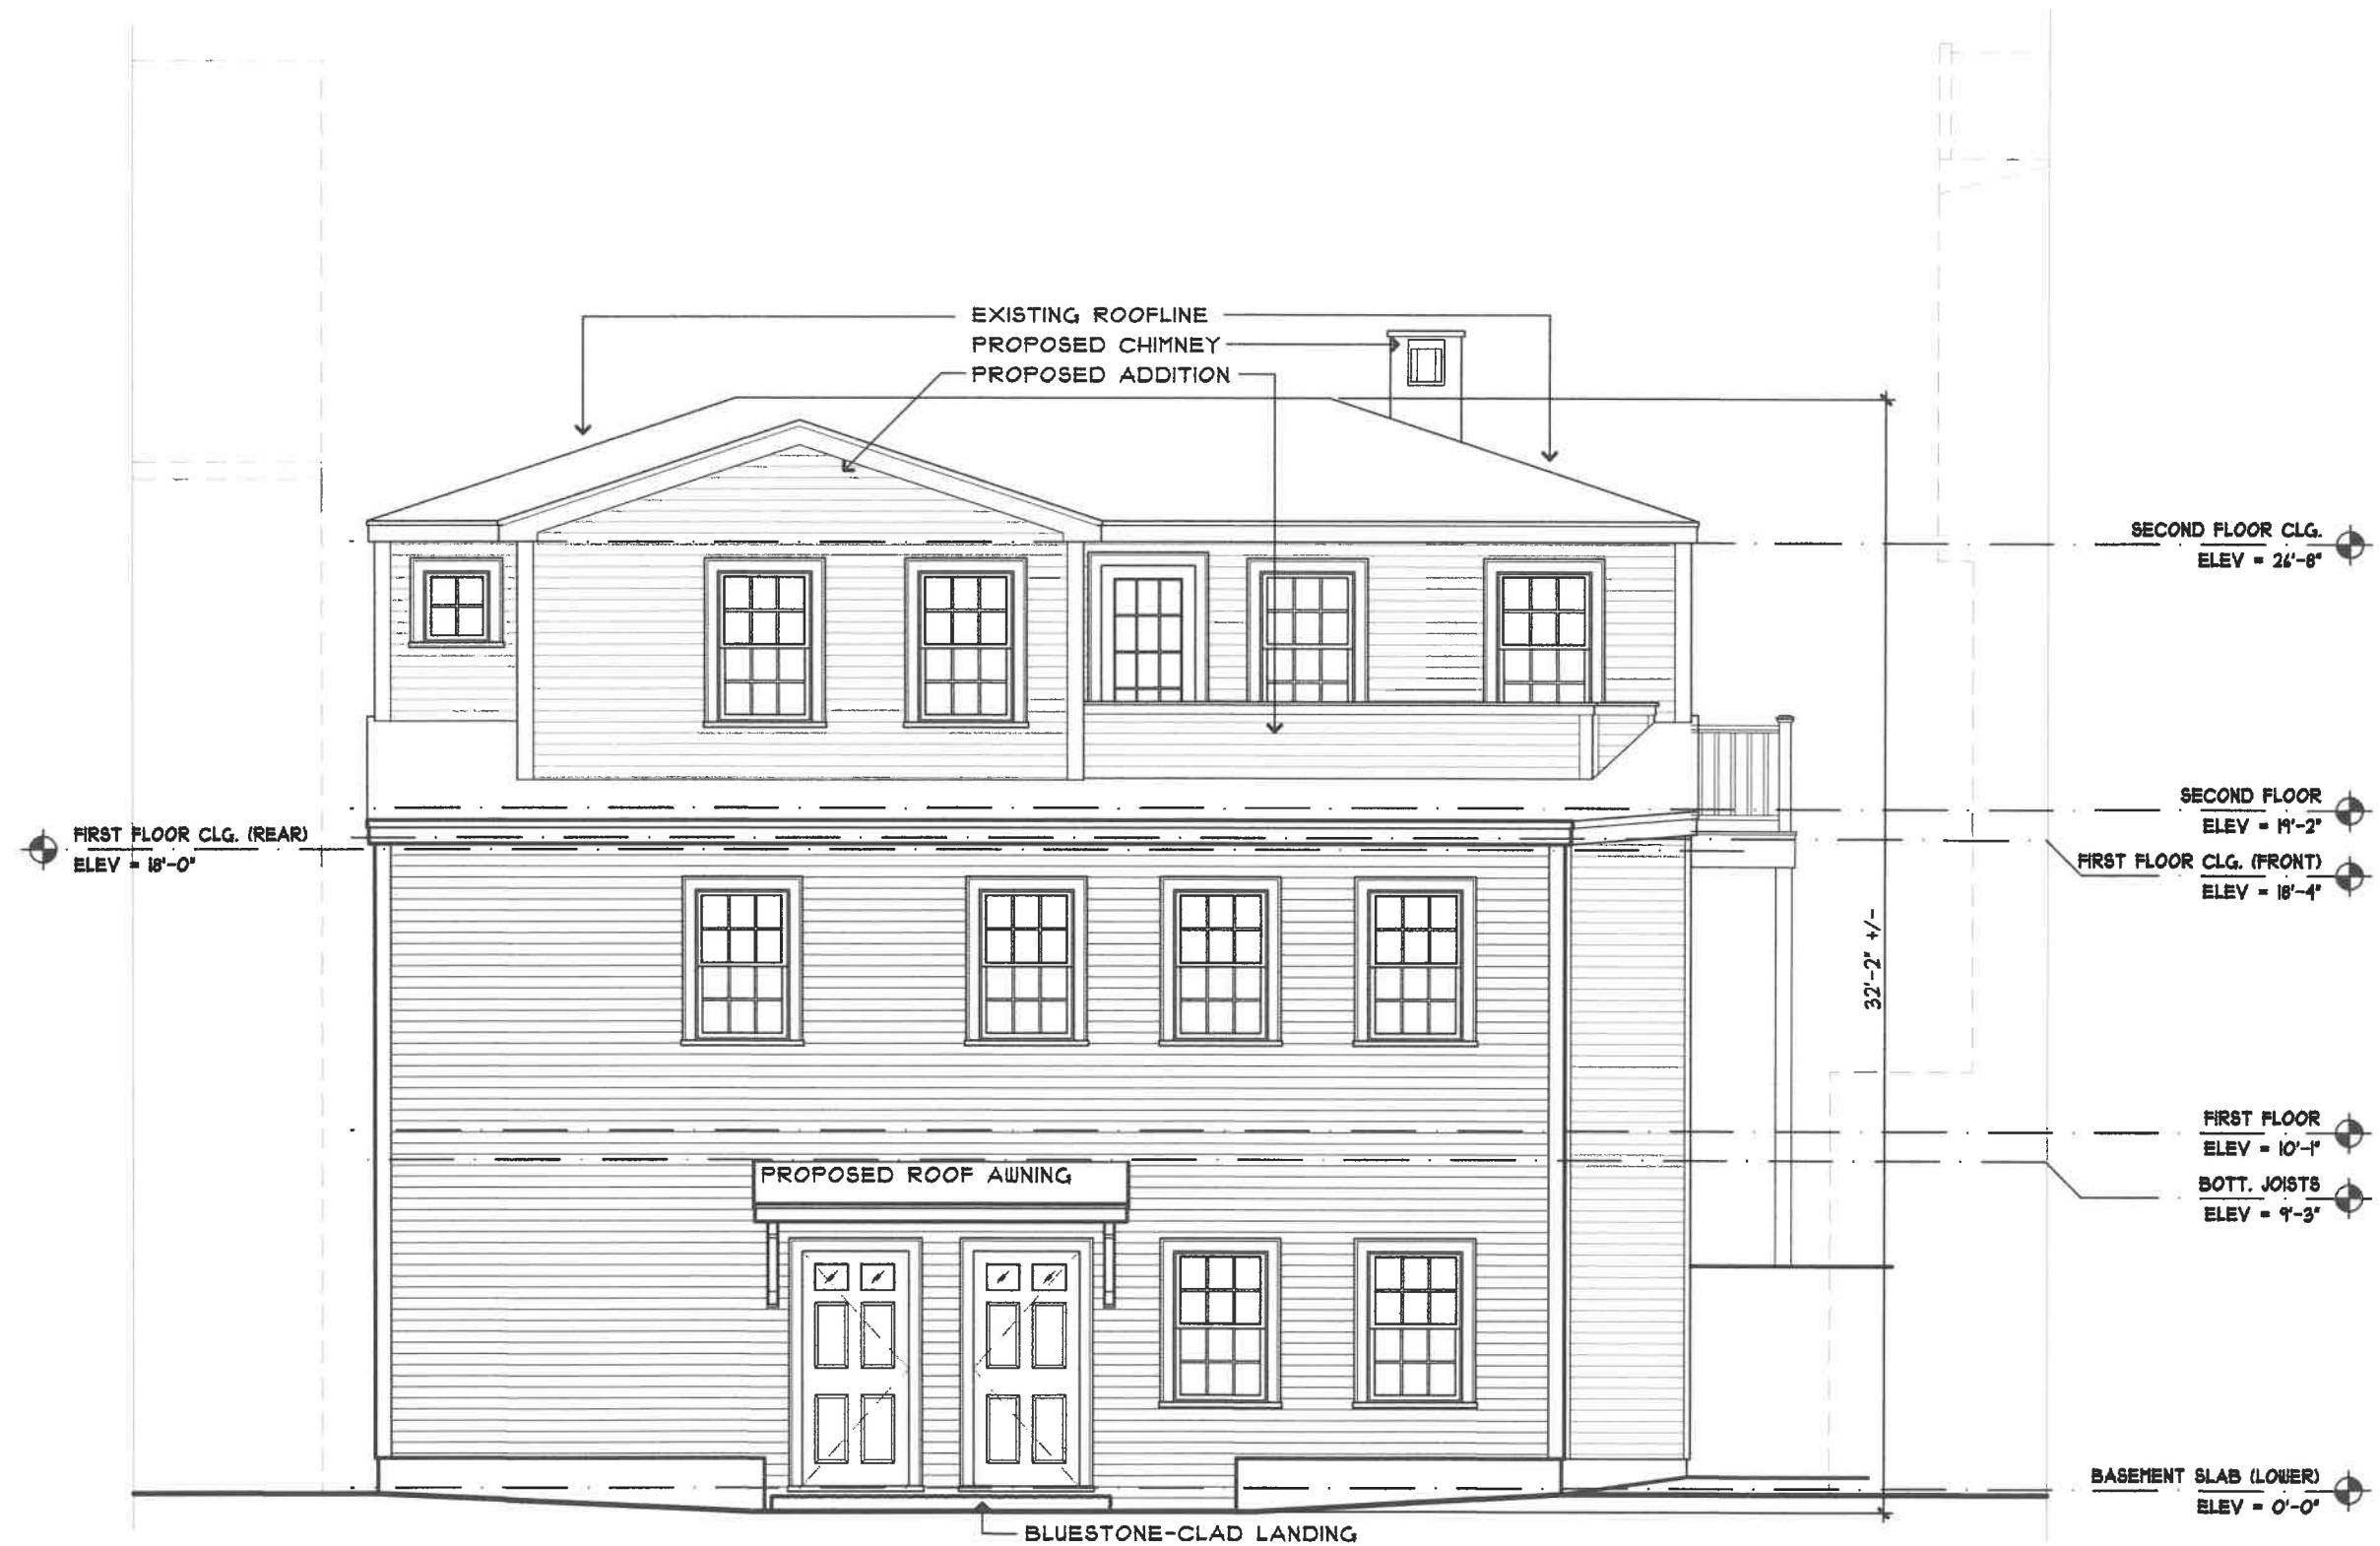 EXISTING ROOFLINE
PROPOSED CHIMNEY
PROPOSED ADDITION
SECOND FLOOR CLG.
ELEV = 26'-8"
SECOND FLOOR
ELEV = 19'-2"
FIRST FLOOR CLG. (REAR)
ELEV = 18'-0"
FIRST FLOOR CLG. (FRONT)
ELEV = 18'-4"
32'-2" +/-
FIRST FLOOR
ELEV = 10'-1"
PROPOSED ROOF AWNING
BOTT. JOISTS
ELEV = 9'-3"
BASEMENT SLAB (LOWER)
ELEV = 0'-0"
BLUESTONE-CLAD LANDING